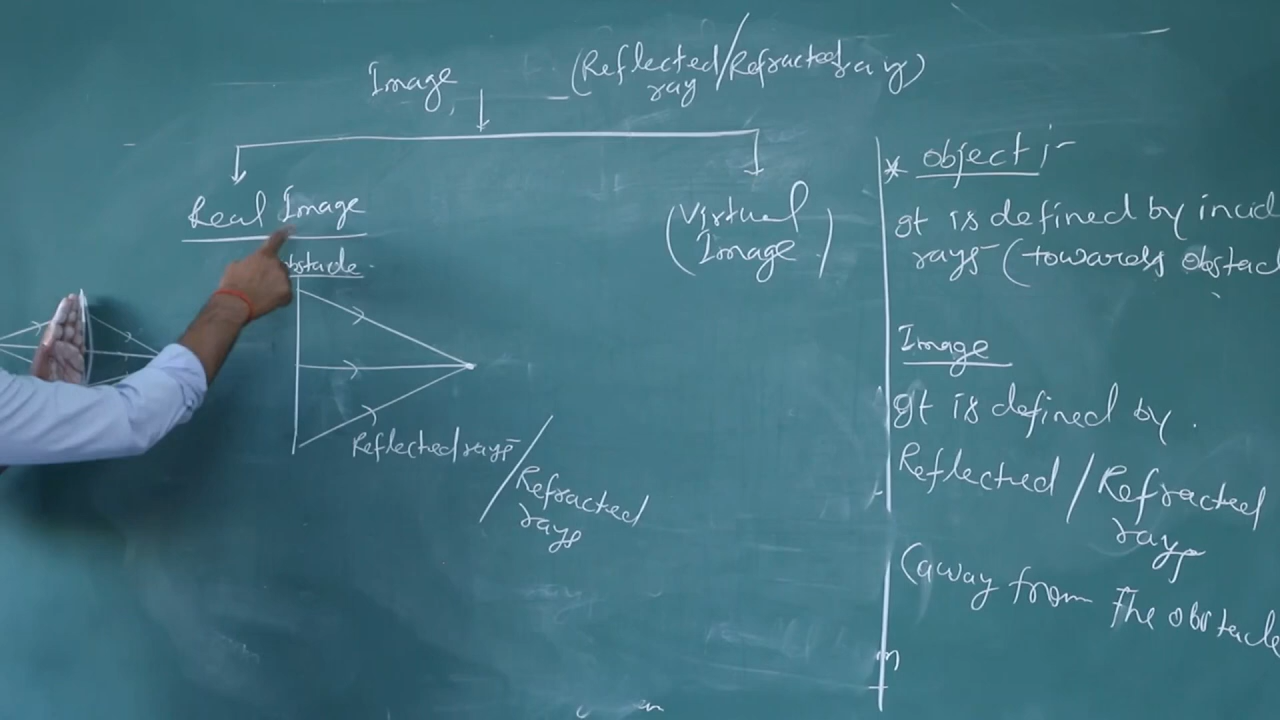 Image (Reflected/Refracted ray)
ray
Real Image
(Virtual
Image)
bstacle
Reflected rays /
Refracted
rays
* object :-
It is defined by incid
rays (towards obstac
Image
It is defined by.
Reflected / Refracted
rays
(away from the obstacle